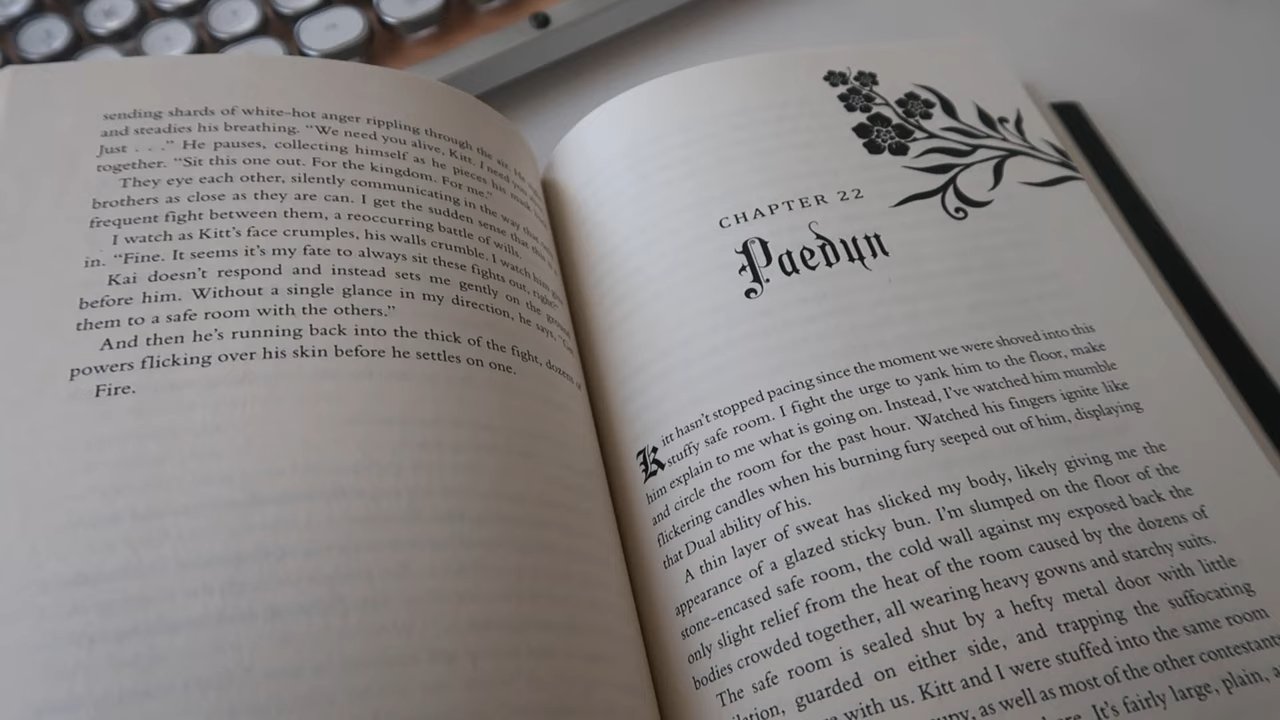 sending shards of white-hot anger rippling through the air. He
and steadies his breathing. “We need you alive, Kitt. I need you
Just . . .” He pauses, collecting himself as he pieces his mask
together. “Sit this one out. For the kingdom. For me.”
They eye each other, silently communicating in the way that
brothers as close as they are can. I get the sudden sense that this is a
frequent fight between them, a reoccurring battle of wills.
I watch as Kitt’s face crumples, his walls crumble. I watch him
in. “Fine. It seems it’s my fate to always sit these fights out, right?”
Kai doesn’t respond and instead sets me gently on the ground
before him. Without a single glance in my direction, he says, “Get
them to a safe room with the others.”
And then he’s running back into the thick of the fight, dozens of
powers flicking over his skin before he settles on one.
Fire.
CHAPTER 22
Paedyn
Kitt hasn’t stopped pacing since the moment we were shoved into this
stuffy safe room. I fight the urge to yank him to the floor, make
him explain to me what is going on. Instead, I’ve watched him mumble
and circle the room for the past hour. Watched his fingers ignite like
flickering candles when his burning fury seeped out of him, displaying
that Dual ability of his.
A thin layer of sweat has slicked my body, likely giving me the
appearance of a glazed sticky bun. I’m slumped on the floor of the
stone-encased safe room, the cold wall against my exposed back the
only slight relief from the heat of the room caused by the dozens of
bodies crowded together, all wearing heavy gowns and starchy suits.
The safe room is sealed shut by a hefty metal door with little
ilation, guarded on either side, and trapping the suffocating
with us. Kitt and I were stuffed into the same room
as well as most of the other contestants
It’s fairly large, plain,